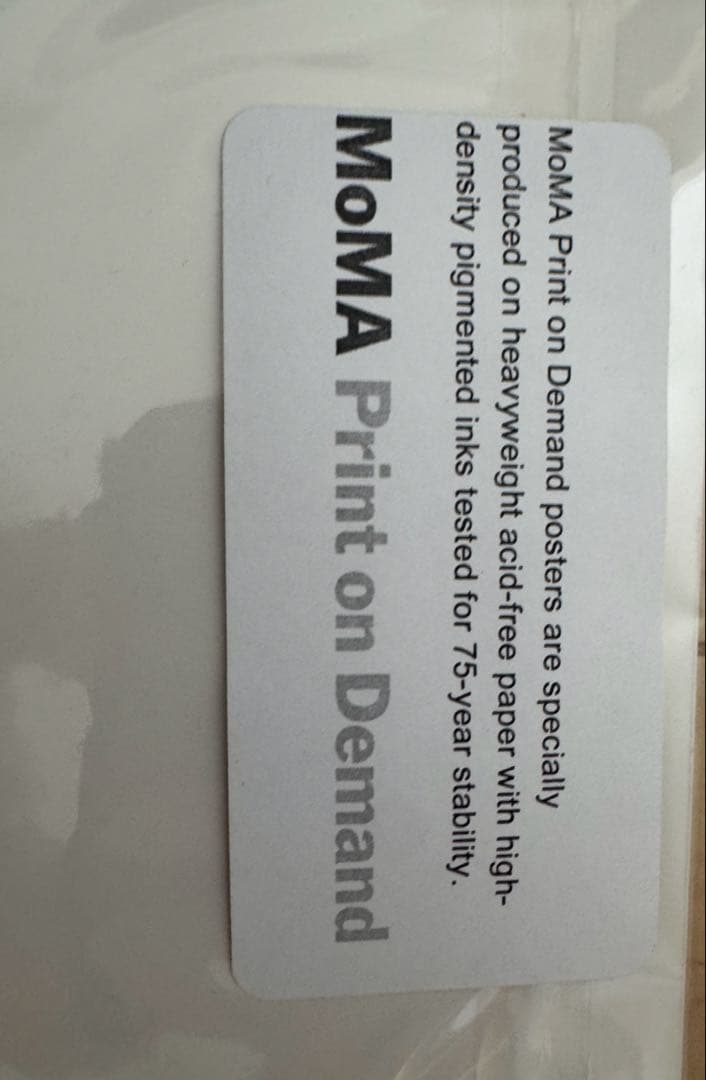 MoMA Print on Demand posters are specially
produced on heavyweight acid-free paper with high-
density pigmented inks tested for 75-year stability.
MoMA Print on Demand